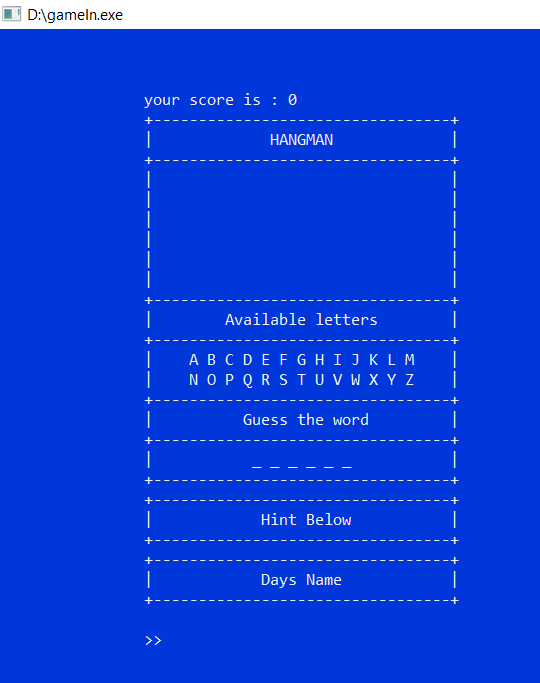 D:\gameIn.exe
your score is : 0
+---------------------------------+
|             HANGMAN             |
+---------------------------------+
|                                 |
|                                 |
|                                 |
|                                 |
|                                 |
|                                 |
+---------------------------------+
|        Available letters        |
+---------------------------------+
|    A B C D E F G H I J K L M    |
|    N O P Q R S T U V W X Y Z    |
+---------------------------------+
|          Guess the word         |
+---------------------------------+
|           _ _ _ _ _ _           |
+---------------------------------+
+---------------------------------+
|            Hint Below           |
+---------------------------------+
+---------------------------------+
|            Days Name            |
+---------------------------------+
>>